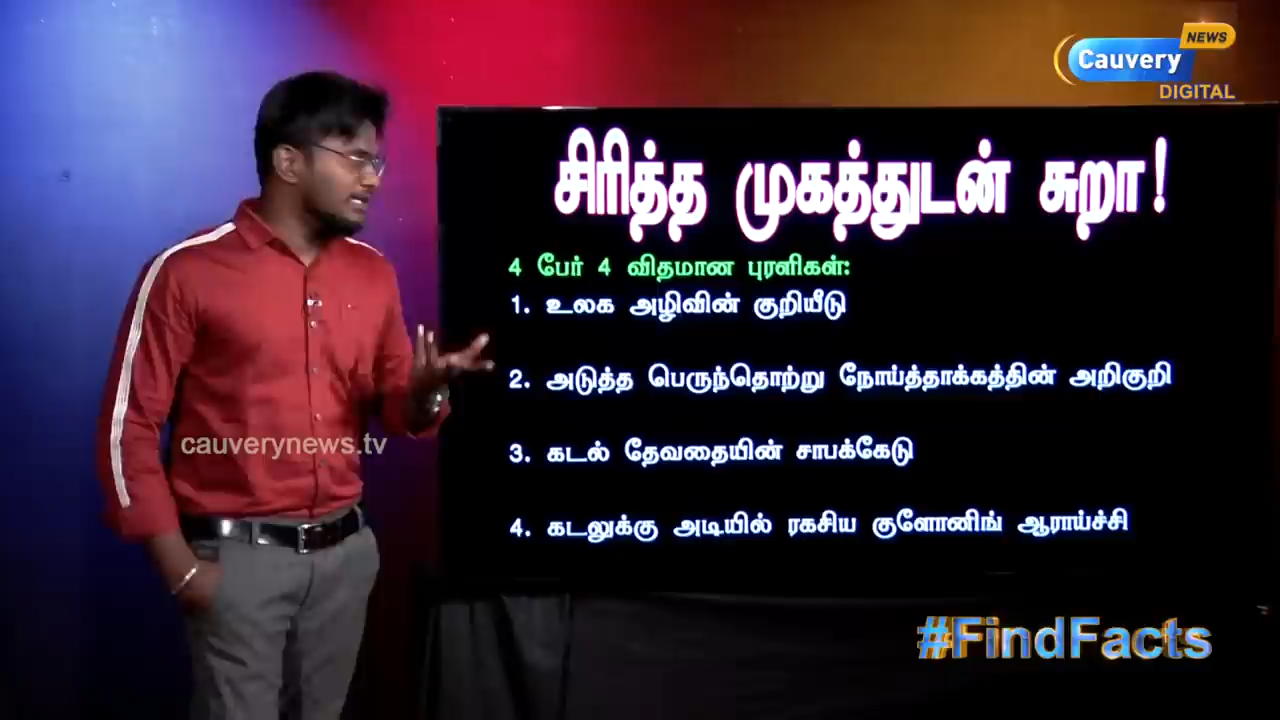 NEWS
Cauvery
DIGITAL
சிரித்த முகத்துடன் சுறா!
4 பேர் 4 விதமான புரளிகள்:
1. உலக அழிவின் குறியீடு
2. அடுத்த பெருந்தொற்று நோய்த்தாக்கத்தின் அறிகுறி
cauverynews.tv
3. கடல் தேவதையின் சாபக்கேடு
4. கடலுக்கு அடியில் ரகசிய குளோனிங் ஆராய்ச்சி
#FindFacts